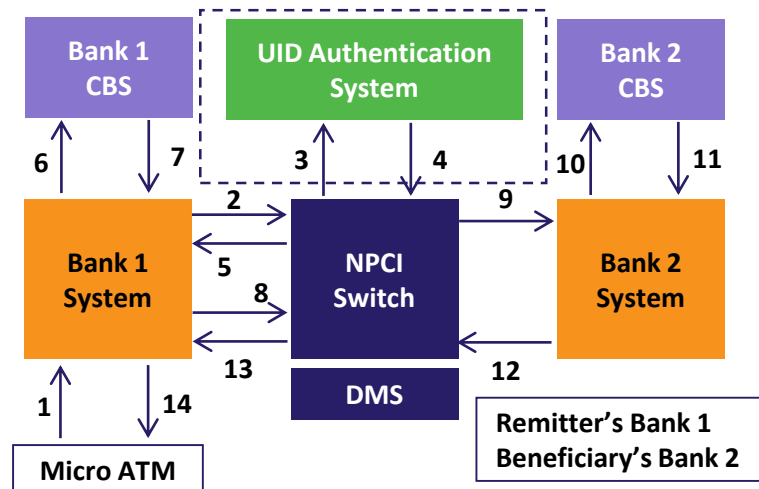 Bank 1
CBS
UID Authentication
System
Bank 2
CBS
6
7
3
4
10
11
2
9
Bank 1
System
5
NPCI
Switch
Bank 2
System
8
13
12
1
14
DMS
Micro ATM
Remitter's Bank 1
Beneficiary's Bank 2